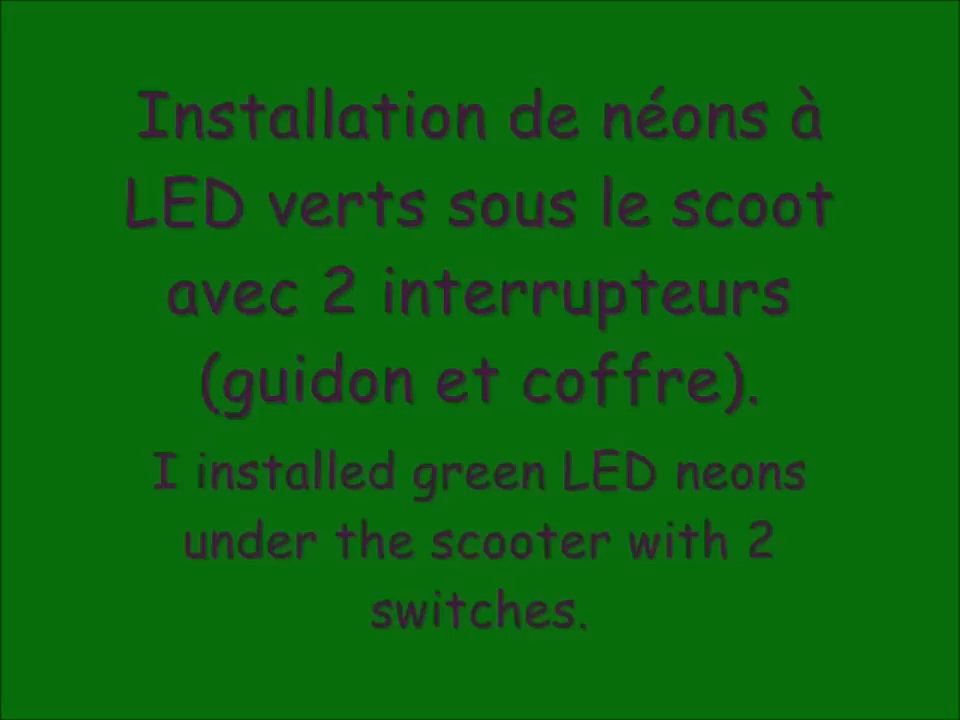 Installation de néons à
LED verts sous le scoot
avec 2 interrupteurs
(guidon et coffre).
I installed green LED neons
under the scooter with 2
switches.